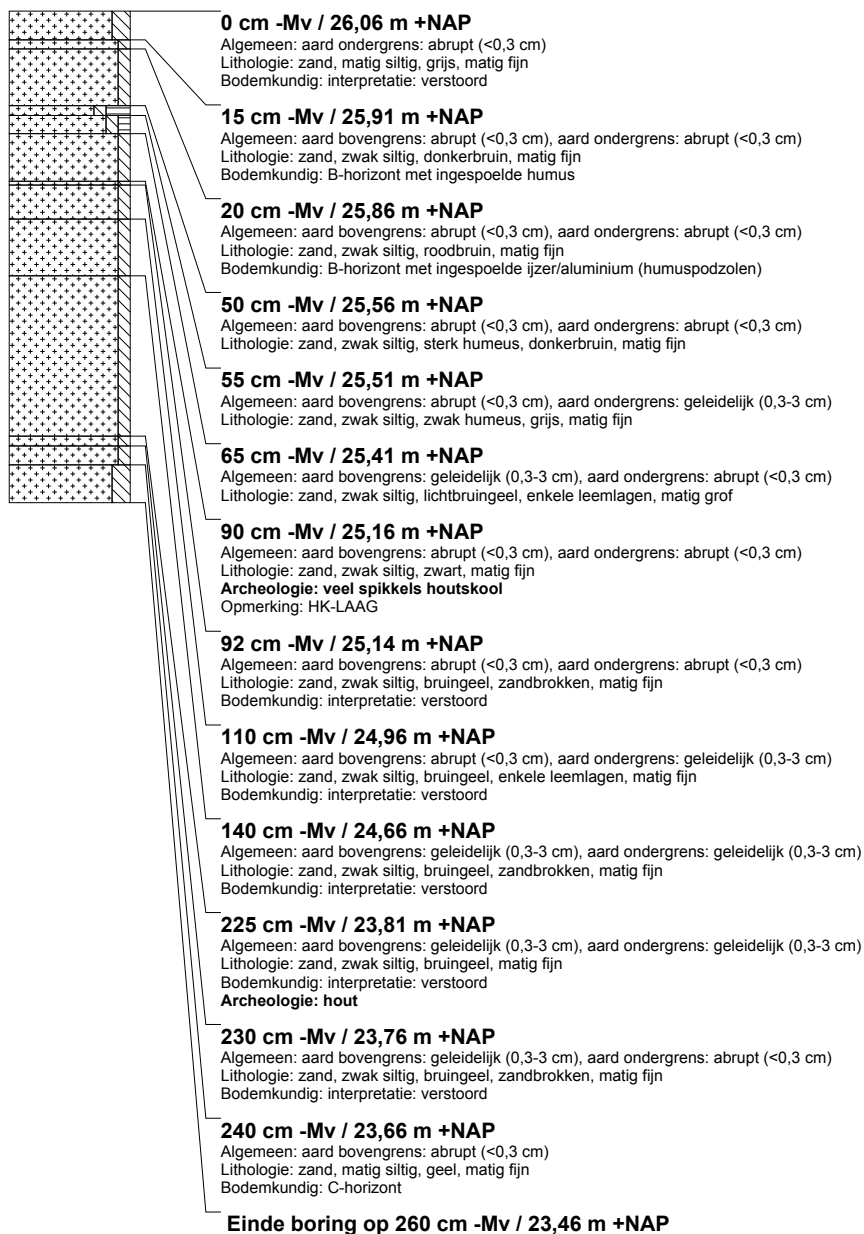 0 cm -Mv / 26,06 m +NAP
Algemeen: aard ondergrens: abrupt (<0,3 cm)
Lithologie: zand, matig siltig, grijs, matig fijn
Bodemkundig: interpretatie: verstoord
15 cm -Mv / 25,91 m +NAP
Algemeen: aard bovengrens: abrupt (<0,3 cm), aard ondergrens: abrupt (<0,3 cm)
Lithologie: zand, zwak siltig, donkerbruin, matig fijn
Bodemkundig: B-horizont met ingespoelde humus
20 cm -Mv / 25,86 m +NAP
Algemeen: aard bovengrens: abrupt (<0,3 cm), aard ondergrens: abrupt (<0,3 cm)
Lithologie: zand, zwak siltig, roodbruin, matig fijn
Bodemkundig: B-horizont met ingespoelde ijzer/aluminium (humuspodzolen)
50 cm -Mv / 25,56 m +NAP
Algemeen: aard bovengrens: abrupt (<0,3 cm), aard ondergrens: abrupt (<0,3 cm)
Lithologie: zand, zwak siltig, sterk humeus, donkerbruin, matig fijn
55 cm -Mv / 25,51 m +NAP
Algemeen: aard bovengrens: abrupt (<0,3 cm), aard ondergrens: geleidelijk (0,3-3 cm)
Lithologie: zand, zwak siltig, zwak humeus, grijs, matig fijn
65 cm -Mv / 25,41 m +NAP
Algemeen: aard bovengrens: geleidelijk (0,3-3 cm), aard ondergrens: abrupt (<0,3 cm)
Lithologie: zand, zwak siltig, lichtbruingeel, enkele leemlagen, matig grof
90 cm -Mv / 25,16 m +NAP
Algemeen: aard bovengrens: abrupt (<0,3 cm), aard ondergrens: abrupt (<0,3 cm)
Lithologie: zand, zwak siltig, zwart, matig fijn
Archeologie: veel spikkels houtskool
Opmerking: HK-LAAG
92 cm -Mv / 25,14 m +NAP
Algemeen: aard bovengrens: abrupt (<0,3 cm), aard ondergrens: abrupt (<0,3 cm)
Lithologie: zand, zwak siltig, bruingeel, zandbrokken, matig fijn
Bodemkundig: interpretatie: verstoord
110 cm -Mv / 24,96 m +NAP
Algemeen: aard bovengrens: abrupt (<0,3 cm), aard ondergrens: geleidelijk (0,3-3 cm)
Lithologie: zand, zwak siltig, bruingeel, enkele leemlagen, matig fijn
Bodemkundig: interpretatie: verstoord
140 cm -Mv / 24,66 m +NAP
Algemeen: aard bovengrens: geleidelijk (0,3-3 cm), aard ondergrens: geleidelijk (0,3-3 cm)
Lithologie: zand, zwak siltig, bruingeel, zandbrokken, matig fijn
Bodemkundig: interpretatie: verstoord
225 cm -Mv / 23,81 m +NAP
Algemeen: aard bovengrens: geleidelijk (0,3-3 cm), aard ondergrens: geleidelijk (0,3-3 cm)
Lithologie: zand, zwak siltig, bruingeel, matig fijn
Bodemkundig: interpretatie: verstoord
Archeologie: hout
230 cm -Mv / 23,76 m +NAP
Algemeen: aard bovengrens: geleidelijk (0,3-3 cm), aard ondergrens: abrupt (<0,3 cm)
Lithologie: zand, zwak siltig, bruingeel, zandbrokken, matig fijn
Bodemkundig: interpretatie: verstoord
240 cm -Mv / 23,66 m +NAP
Algemeen: aard bovengrens: abrupt (<0,3 cm)
Lithologie: zand, matig siltig, geel, matig fijn
Bodemkundig: C-horizont
Einde boring op 260 cm -Mv / 23,46 m +NAP